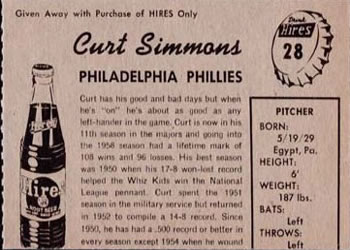 Given Away with Purchase of HIRES Only
Drink
Hires
28
Curt Simmons
PHILADELPHIA PHILLIES
Hires
ROOT BEER
Curt has his good and bad days but when
he's "on" he's about as good as any
left-hander in the game. Curt is now in his
11th season in the majors and going into
the 1958 season had a lifetime mark of
108 wins and 96 losses. His best season
was 1950 when his 17-8 won-lost record
helped the Whiz Kids win the National
League pennant. Curt spent the 1951
season in the military service but returned
in 1952 to compile a 14-8 record. Since
1950, he has had a .500 record or better in
every season except 1954 when he wound
PITCHER
BORN:
5/19/29
Egypt, Pa.
HEIGHT:
6'
WEIGHT:
187 lbs.
BATS:
Left
THROWS:
Left